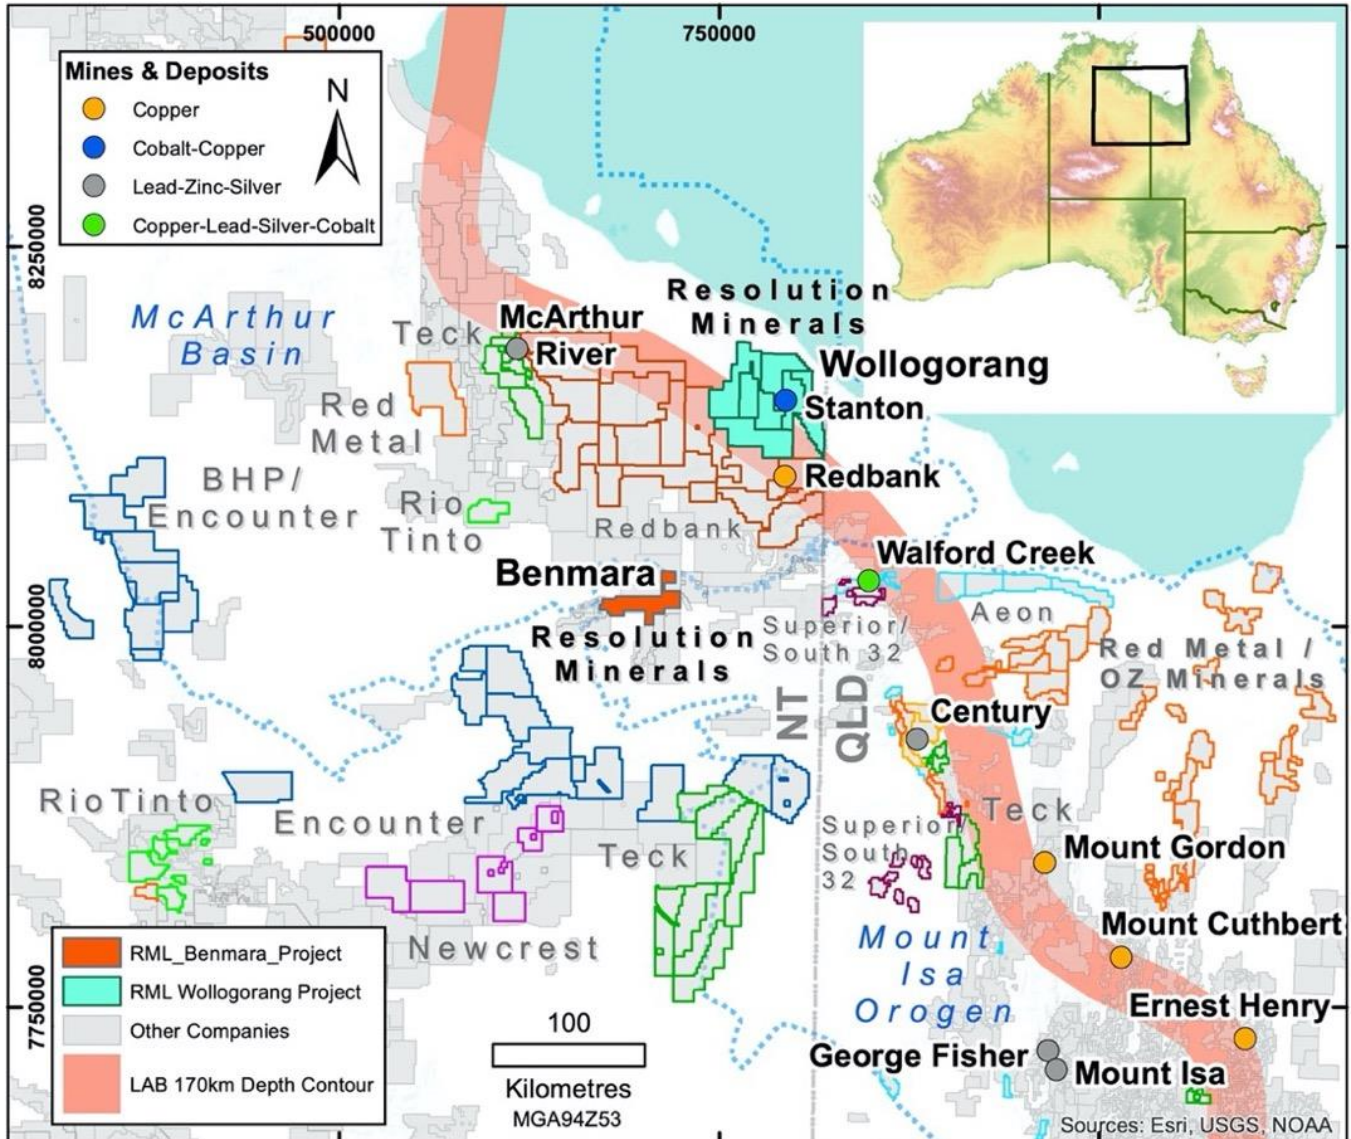 500000
750000
Mines & Deposits
N
Copper
Cobalt-Copper
Lead-Zinc-Silver
Copper-Lead-Silver-Cobalt
8250000
8000000
7750000
McArthur
Basin
Teck
McArthur
River
Resolution
Minerals
Wollogorang
Stanton
Red
Metal
BHP/
Encounter
Rio
Tinto
Redbank
Redbank
Walford Creek
Benmara
Resolution
Minerals
Aeon
Superior/
South 32
Red Metal /
OZ Minerals
NT
QLD
Century
RioTinto
Encounter
Teck
Teck
Superior/
South
32
Mount Gordon
Newcrest
Mount Cuthbert
Mount
Isa
Orogen
Ernest Henry
George Fisher
Mount Isa
RML_Benmara_Project
RML Wollogorang Project
Other Companies
LAB 170km Depth Contour
100
Kilometres
MGA94Z53
Sources: Esri, USGS, NOAA